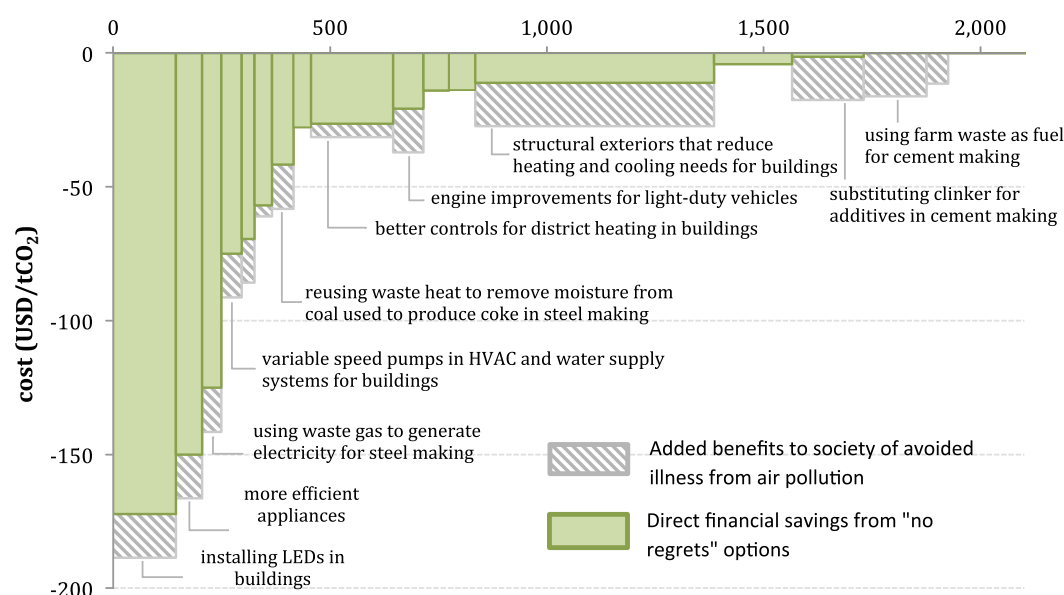 0 500 1,000 1,500 2,000
0
-50
-100
-150
-200
cost (USD/tCO₂)
using farm waste as fuel
for cement making
structural exteriors that reduce
heating and cooling needs for buildings
substituting clinker for
additives in cement making
engine improvements for light-duty vehicles
better controls for district heating in buildings
reusing waste heat to remove moisture from
coal used to produce coke in steel making
variable speed pumps in HVAC and water supply
systems for buildings
using waste gas to generate
electricity for steel making
more efficient
appliances
installing LEDs in
buildings
Added benefits to society of avoided
illness from air pollution
Direct financial savings from "no
regrets" options